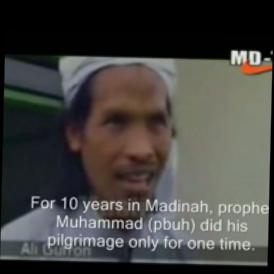 MD-
For 10 years in Madinah, prophe
Muhammad (pbuh) did his
pilgrimage only for one time.
Ali Gufron